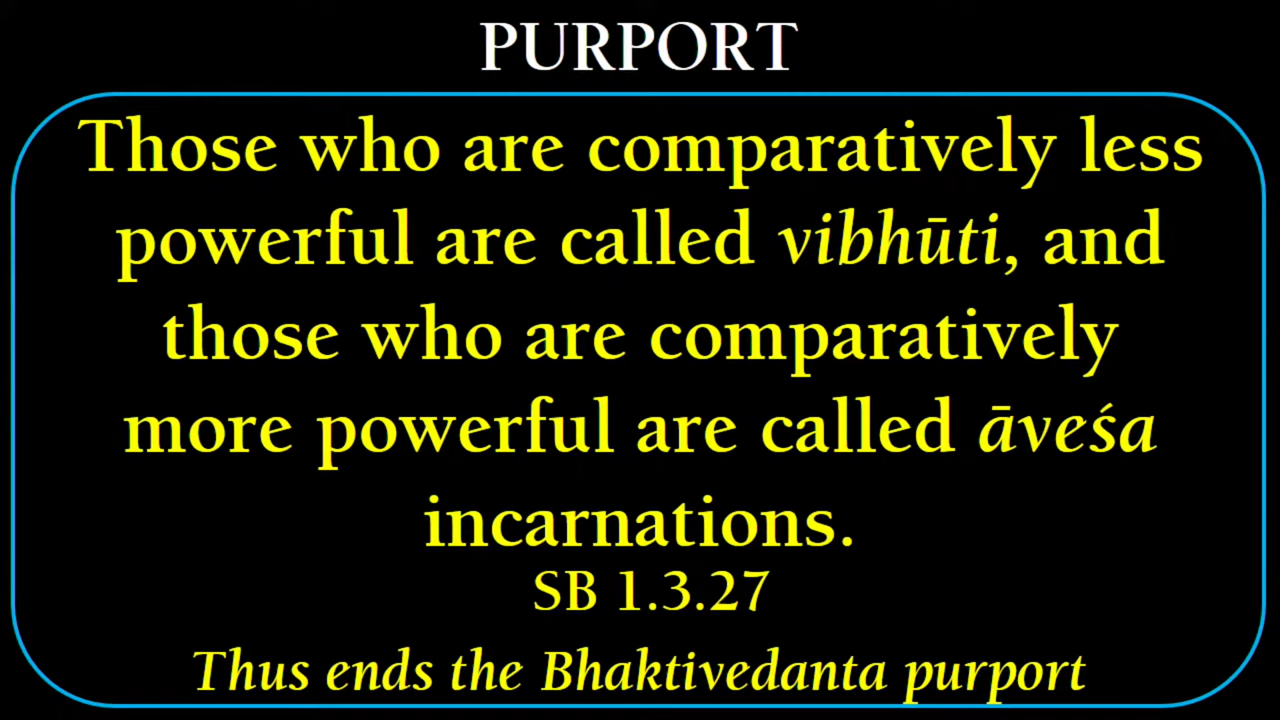 PURPORT
Those who are comparatively less
powerful are called vibhūti, and
those who are comparatively
more powerful are called āveśa
incarnations.
SB 1.3.27
Thus ends the Bhaktivedanta purport